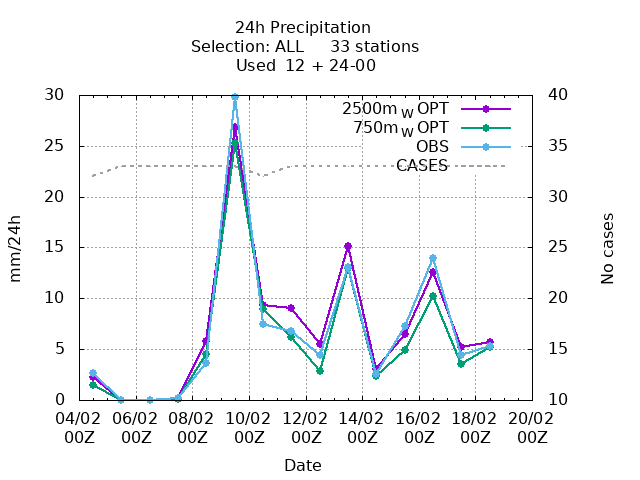 24h Precipitation
Selection: ALL 33 stations
Used 12 + 24-00
30 40
2500m W OPT
750m W OPT
OBS
CASES
25 35
20 30
15 25
10 20
5 15
0 10
mm/24h
No cases
04/02 06/02 08/02 10/02 12/02 14/02 16/02 18/02 20/02
00Z 00Z 00Z 00Z 00Z 00Z 00Z 00Z 00Z
Date